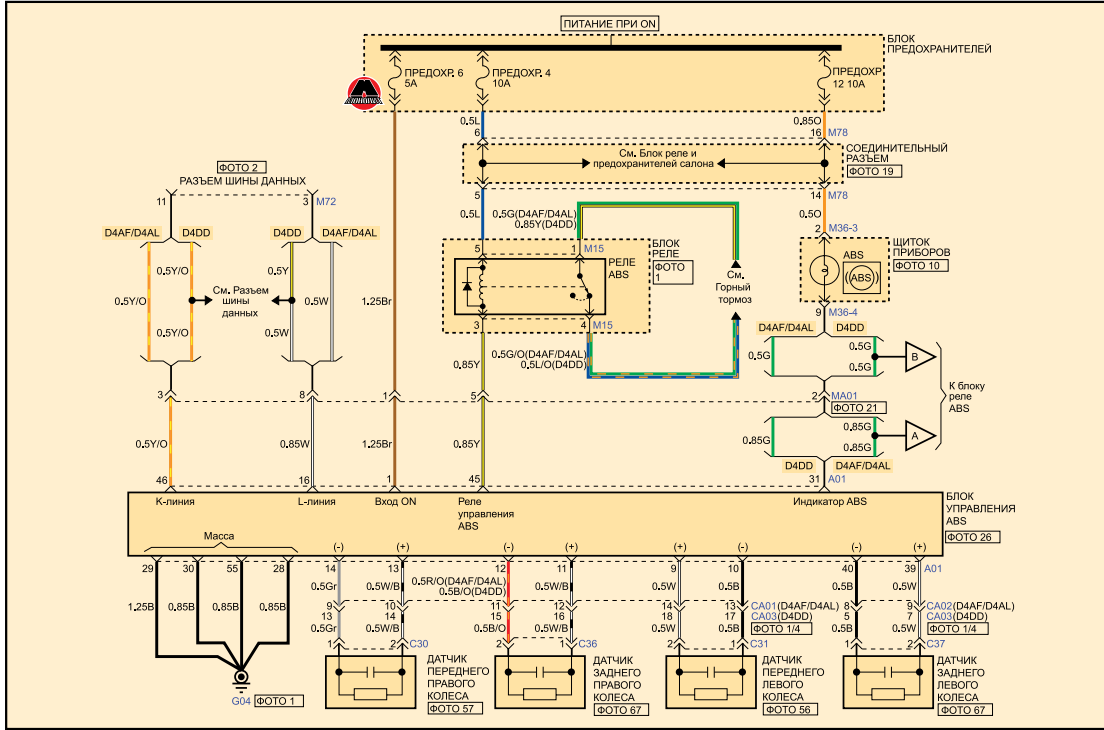 ПИТАНИЕ ПРИ ON
БЛОК
ПРЕДОХРАНИТЕЛЕЙ
ПРЕДОХР. 6
5А
ПРЕДОХР. 4
10А
ПРЕДОХР
12 10А
0.5L
0.85O
6
16
M78
См. Блок реле и
предохранителей салона
СОЕДИНИТЕЛЬНЫЙ
РАЗЪЕМ
ФОТО 19
ФОТО 2
РАЗЪЕМ ШИНЫ ДАННЫХ
11
3
M72
5
14
M78
0.5L
0.5G(D4AF/D4AL)
0.85Y(D4DD)
0.5O
2
M36-3
D4AF/D4AL
D4DD
D4DD
D4AF/D4AL
5
1
M15
БЛОК
РЕЛЕ
ФОТО
1
РЕЛЕ
ABS
ABS
(ABS)
ЩИТОК
ПРИБОРОВ
ФОТО 10
0.5Y/O
0.5Y/O
0.5Y
0.5W
0.5W
См. Разъем
шины
данных
1.25Br
См.
Горный
тормоз
3
4
M15
9
M36-4
0.85Y
0.5G/O(D4AF/D4AL)
0.5L/O(D4DD)
D4AF/D4AL
D4DD
0.5G
0.5G
0.5G
B
К блоку
реле
ABS
3
8
1
5
2
MA01
ФОТО 21
0.5Y/O
0.85W
1.25Br
0.85Y
0.85G
0.85G
0.85G
A
D4DD
D4AF/D4AL
46
16
1
45
31
A01
К-линия
L-линия
Вход ON
Реле
управления
ABS
Индикатор ABS
БЛОК
УПРАВЛЕНИЯ
ABS
ФОТО 26
Масса
(-)
(+)
(-)
(+)
(+)
(-)
(-)
(+)
29
30
55
28
14
13
12
11
9
10
40
39
A01
1.25B
0.85B
0.85B
0.85B
0.5Gr
0.5W/B
0.5R/O(D4AF/D4AL)
0.5B/O(D4DD)
0.5W/B
0.5W
0.5B
0.5B
0.5W
9
10
11
12
14
13
CA01(D4AF/D4AL)
8
9
CA02(D4AF/D4AL)
13
14
15
16
18
17
CA03(D4DD)
5
7
CA03(D4DD)
ФОТО 1/4
ФОТО 1/4
0.5Gr
0.5W/B
0.5B/O
0.5W/B
0.5W
0.5B
0.5B
0.5W
1
2
C30
2
1
C36
1
2
C31
1
2
C37
G04
ФОТО 1
ДАТЧИК
ПЕРЕДНЕГО
ПРАВОГО
КОЛЕСА
ФОТО 57
ДАТЧИК
ЗАДНЕГО
ПРАВОГО
КОЛЕСА
ФОТО 67
ДАТЧИК
ПЕРЕДНЕГО
ЛЕВОГО
КОЛЕСА
ФОТО 56
ДАТЧИК
ЗАДНЕГО
ЛЕВОГО
КОЛЕСА
ФОТО 67